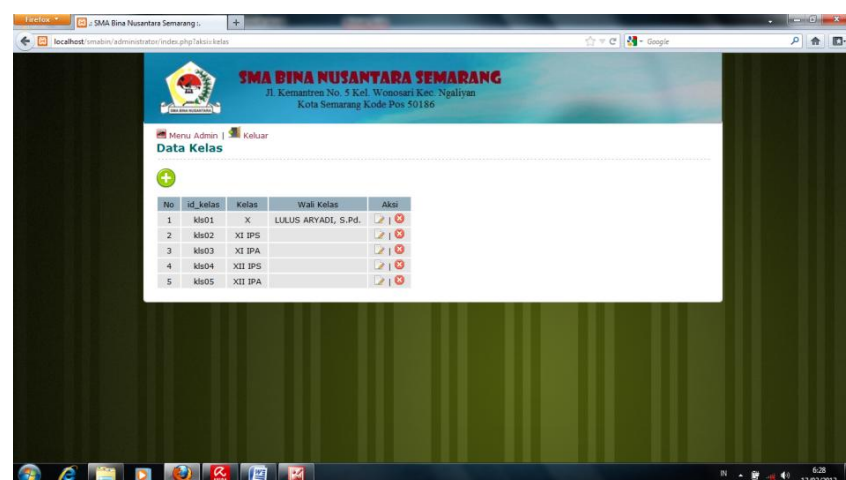 Firefox
.: SMA Bina Nusantara Semarang :.
localhost/smabin/administrator/index.php?aksi=kelas
Google
SMA BINA NUSANTARA SEMARANG
Jl. Kemantren No. 5 Kel. Wonosari Kec. Ngaliyan
Kota Semarang Kode Pos 50186
Menu Admin | Keluar
Data Kelas
No id_kelas Kelas Wali Kelas Aksi
1 kls01 X LULUS ARYADI, S.Pd. |
2 kls02 XI IPS |
3 kls03 XI IPA |
4 kls04 XII IPS |
5 kls05 XII IPA |
IN
6:28